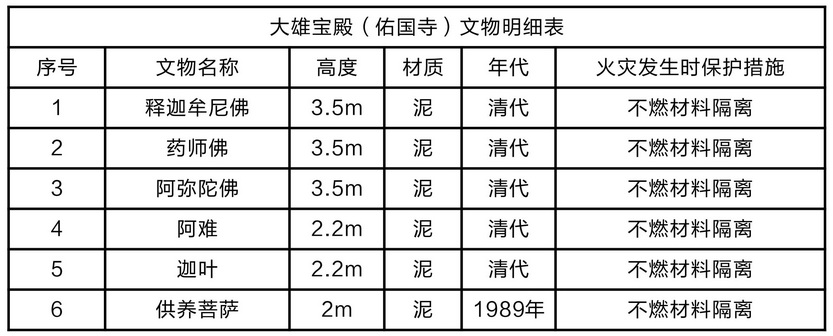 大雄宝殿（佑国寺）文物明细表
序号 文物名称 高度 材质 年代 火灾发生时保护措施
1 释迦牟尼佛 3.5m 泥 清代 不燃材料隔离
2 药师佛 3.5m 泥 清代 不燃材料隔离
3 阿弥陀佛 3.5m 泥 清代 不燃材料隔离
4 阿难 2.2m 泥 清代 不燃材料隔离
5 迦叶 2.2m 泥 清代 不燃材料隔离
6 供养菩萨 2m 泥 1989年 不燃材料隔离